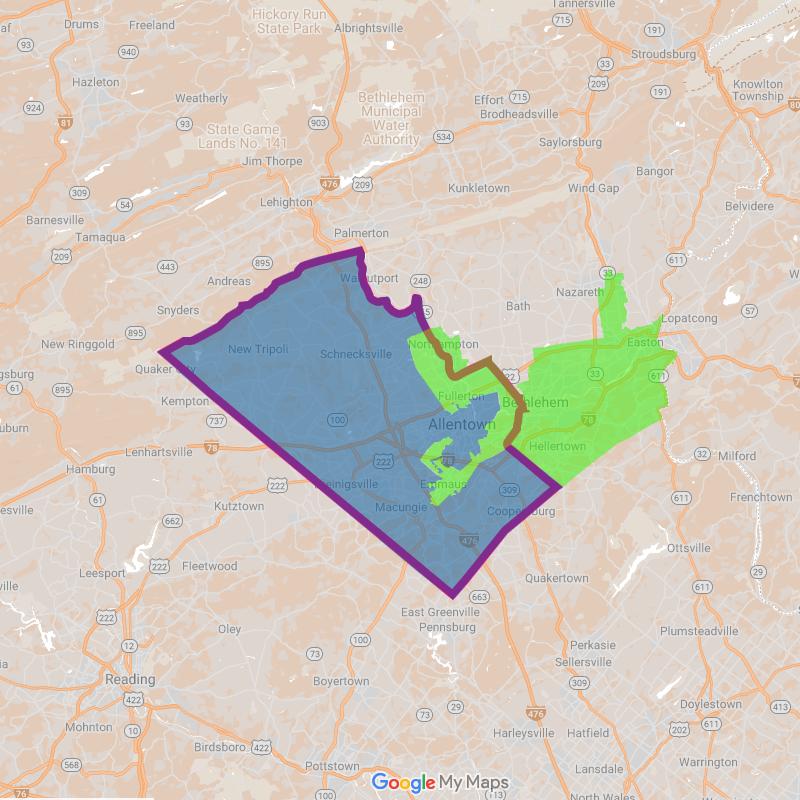 Tannersville
Hickory Run
State Park
Drums
Freeland
Albrightsville
715
93
940
191
Stroudsburg
33
209
Hazleton
Knowlton
Township
Weatherly
Bethlehem
Municipal
Water
Authority
Effort
715
191
Brodheadsville
924
81
93
903
State Game
Lands No. 141
534
Saylorsburg
Jim Thorpe
Bangor
476
209
Kunkletown
Wind Gap
309
54
Lehighton
Belvidere
Barnesville
Palmerton
Tamaqua
209
443
895
611
Andreas
248
33
Nazareth
Bath
Snyders
57
Lopatcong
895
New Ringgold
New Tripoli
Schnecksville
Northampton
Easton
Quaker City
22
33
611
61
895
Kempton
Fullerton
Bethlehem
737
100
Allentown
78
Lenhartsville
78
Hellertown
222
78
32
Milford
Hamburg
222
Emmaus
309
61
Kutztown
Macungie
Coopersburg
611
Frenchtown
662
476
Ottsville
222
Fleetwood
Leesport
Quakertown
29
663
222
East Greenville
Pennsburg
Oley
Plumsteadville
12
100
Perkasie
73
Sellersville
Reading
Boyertown
309
422
29
Doylestown
413
73
476
202
611
Mohnton
10
Harleysville
Hatfield
Birdsboro
422
Warrington
568
Lansdale
Pottstown
Google My Maps
76
100
113
North Wales